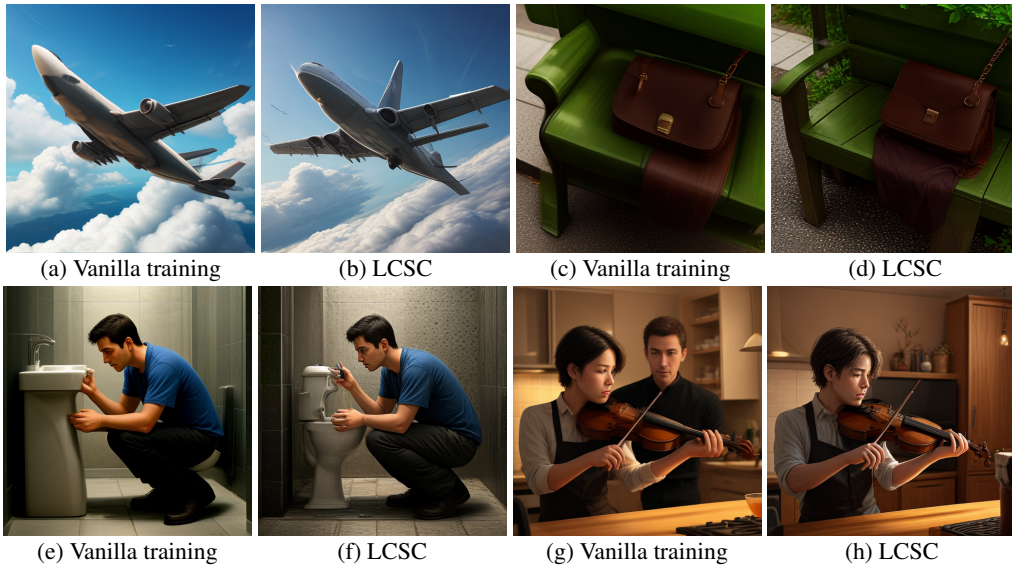 (a) Vanilla training
(b) LCSC
(c) Vanilla training
(d) LCSC
(e) Vanilla training
(f) LCSC
(g) Vanilla training
(h) LCSC